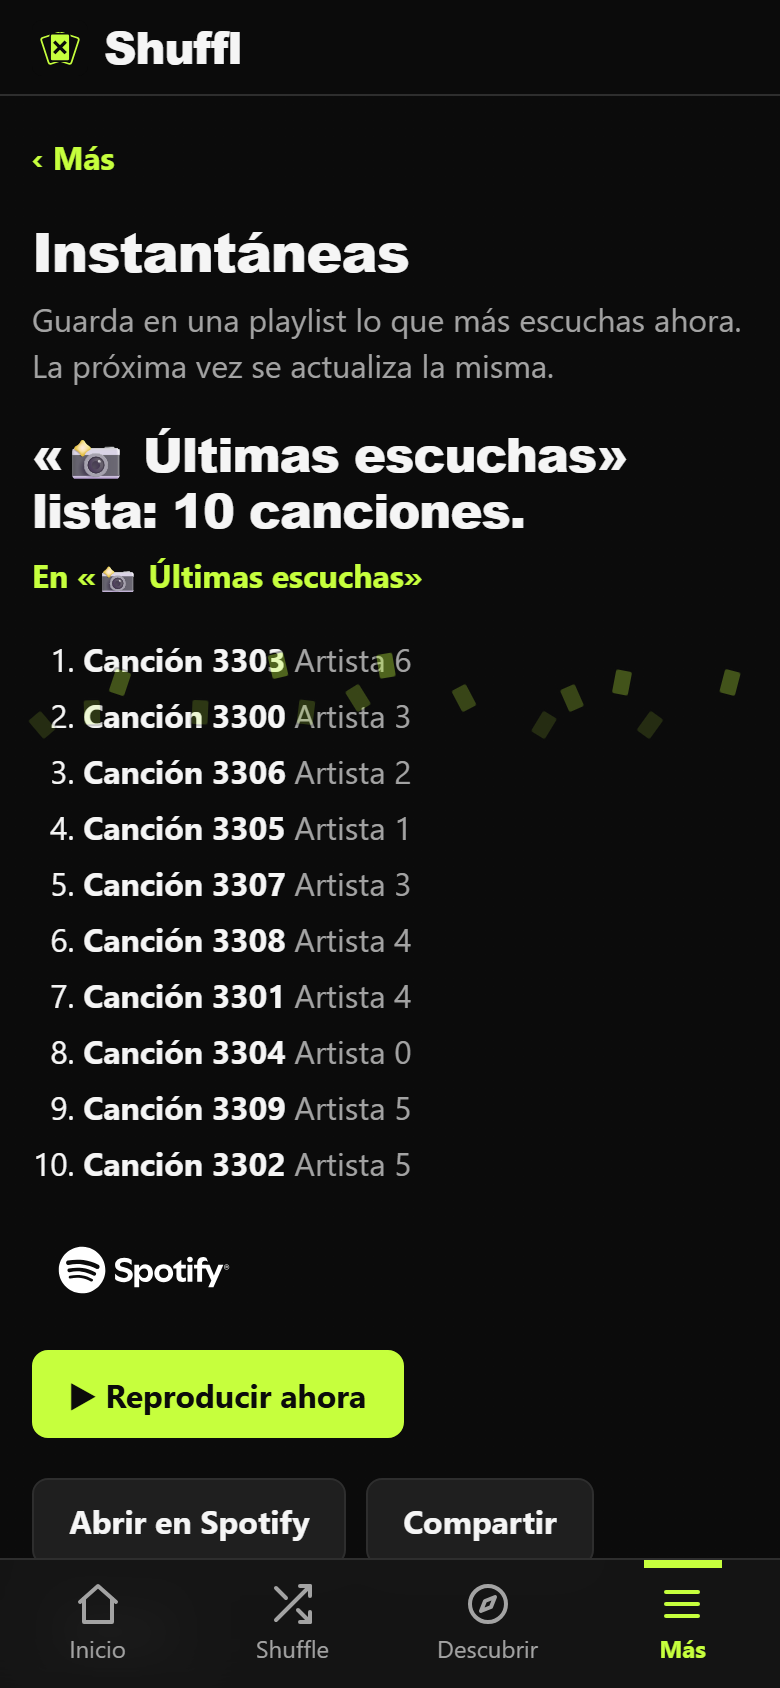 Shuffl
‹ Más
Instantáneas
Guarda en una playlist lo que más escuchas ahora.
La próxima vez se actualiza la misma.
«📸 Últimas escuchas»
lista: 10 canciones.
En «📸 Últimas escuchas»
1. Canción 3303 Artista 6
2. Canción 3300 Artista 3
3. Canción 3306 Artista 2
4. Canción 3305 Artista 1
5. Canción 3307 Artista 3
6. Canción 3308 Artista 4
7. Canción 3301 Artista 4
8. Canción 3304 Artista 0
9. Canción 3309 Artista 5
10. Canción 3302 Artista 5
Spotify®
▶ Reproducir ahora
Abrir en Spotify Compartir
Inicio Shuffle Descubrir Más